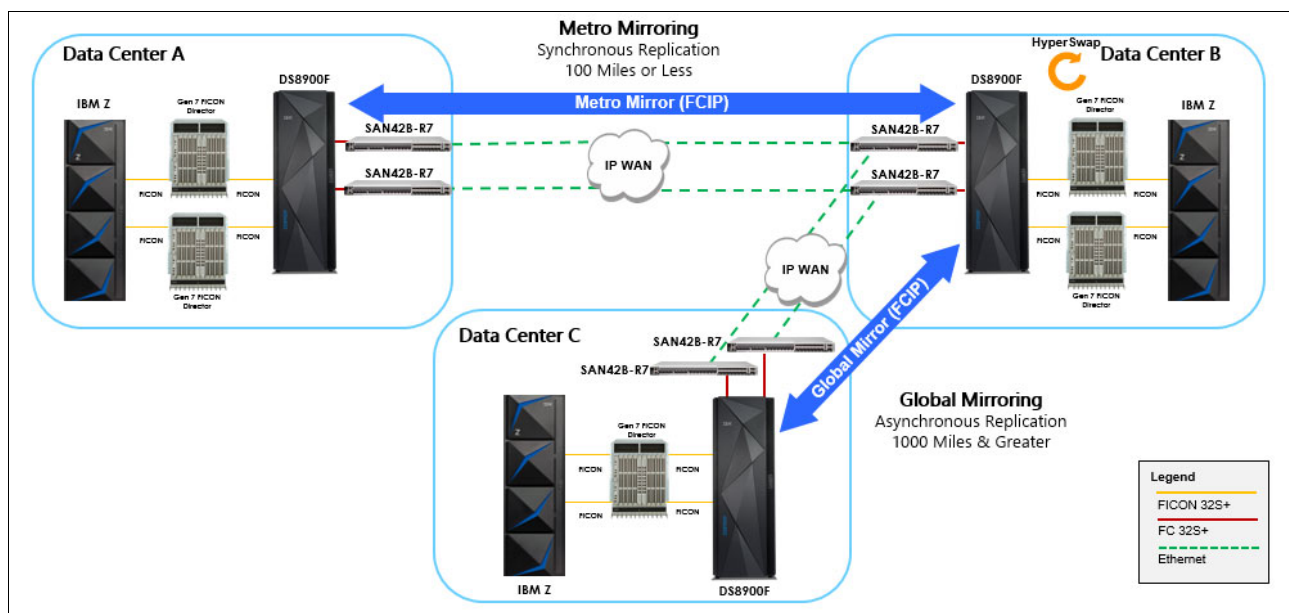 Metro Mirroring
Synchronous Replication
100 Miles or Less
Data Center A
IBM Z
Gen 7 FICON
Director
DS8900F
Metro Mirror (FCIP)
HyperSwap
Data Center B
DS8900F
Gen 7 FICON
Director
IBM Z
SAN42B-R7
SAN42B-R7
IP WAN
SAN42B-R7
SAN42B-R7
FICON
FICON
FICON
FICON
Gen 7 FICON
Director
FICON
FICON
FICON
FICON
Gen 7 FICON
Director
IP WAN
Global Mirror (FCIP)
Data Center C
SAN42B-R7
SAN42B-R7
Gen 7 FICON
Director
FICON
FICON
FICON
FICON
IBM Z
DS8900F
Global Mirroring
Asynchronous Replication
1000 Miles & Greater
Legend
FICON 32S+
FC 32S+
Ethernet